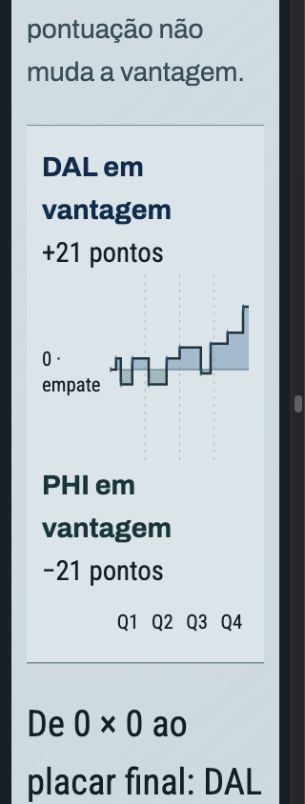 pontuação não
muda a vantagem.
DAL em
vantagem
+21 pontos
0 ·
empate
PHI em
vantagem
−21 pontos
Q1 Q2 Q3 Q4
De 0 × 0 ao
placar final: DAL